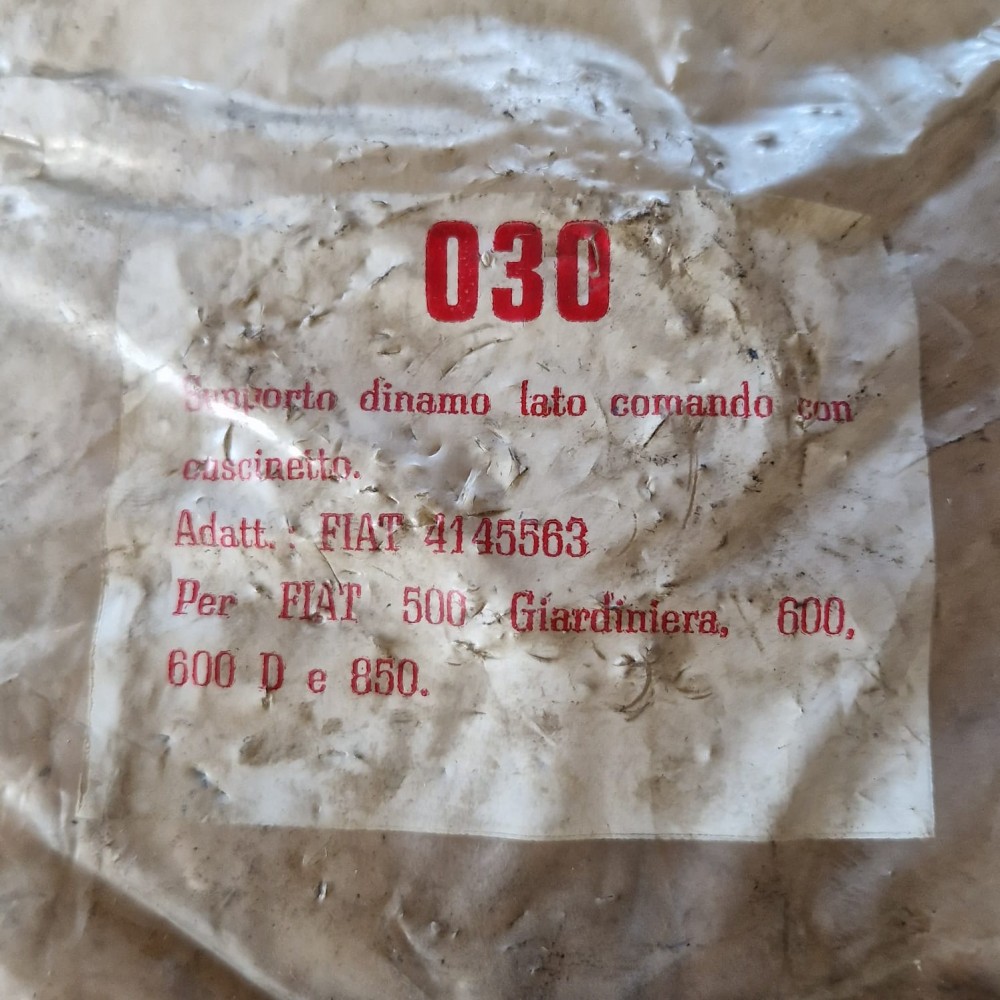 030
Supporto dinamo lato comando con
cuscinetto.
Adatt. : FIAT 4145563
Per FIAT 500 Giardiniera, 600,
600 D e 850.